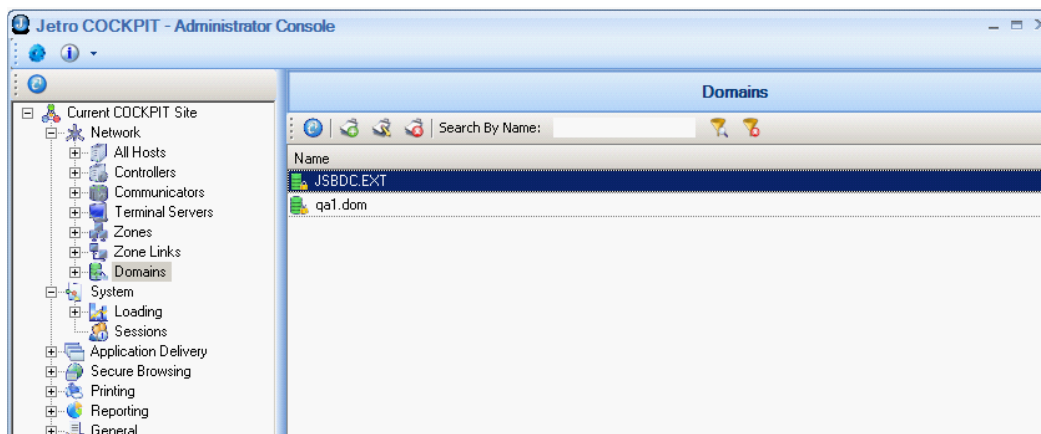 Jetro COCKPIT - Administrator Console
Domains
Search By Name:
Name
JSBDC.EXT
qa1.dom
Current COCKPIT Site
Network
All Hosts
Controllers
Communicators
Terminal Servers
Zones
Zone Links
Domains
System
Loading
Sessions
Application Delivery
Secure Browsing
Printing
Reporting
General